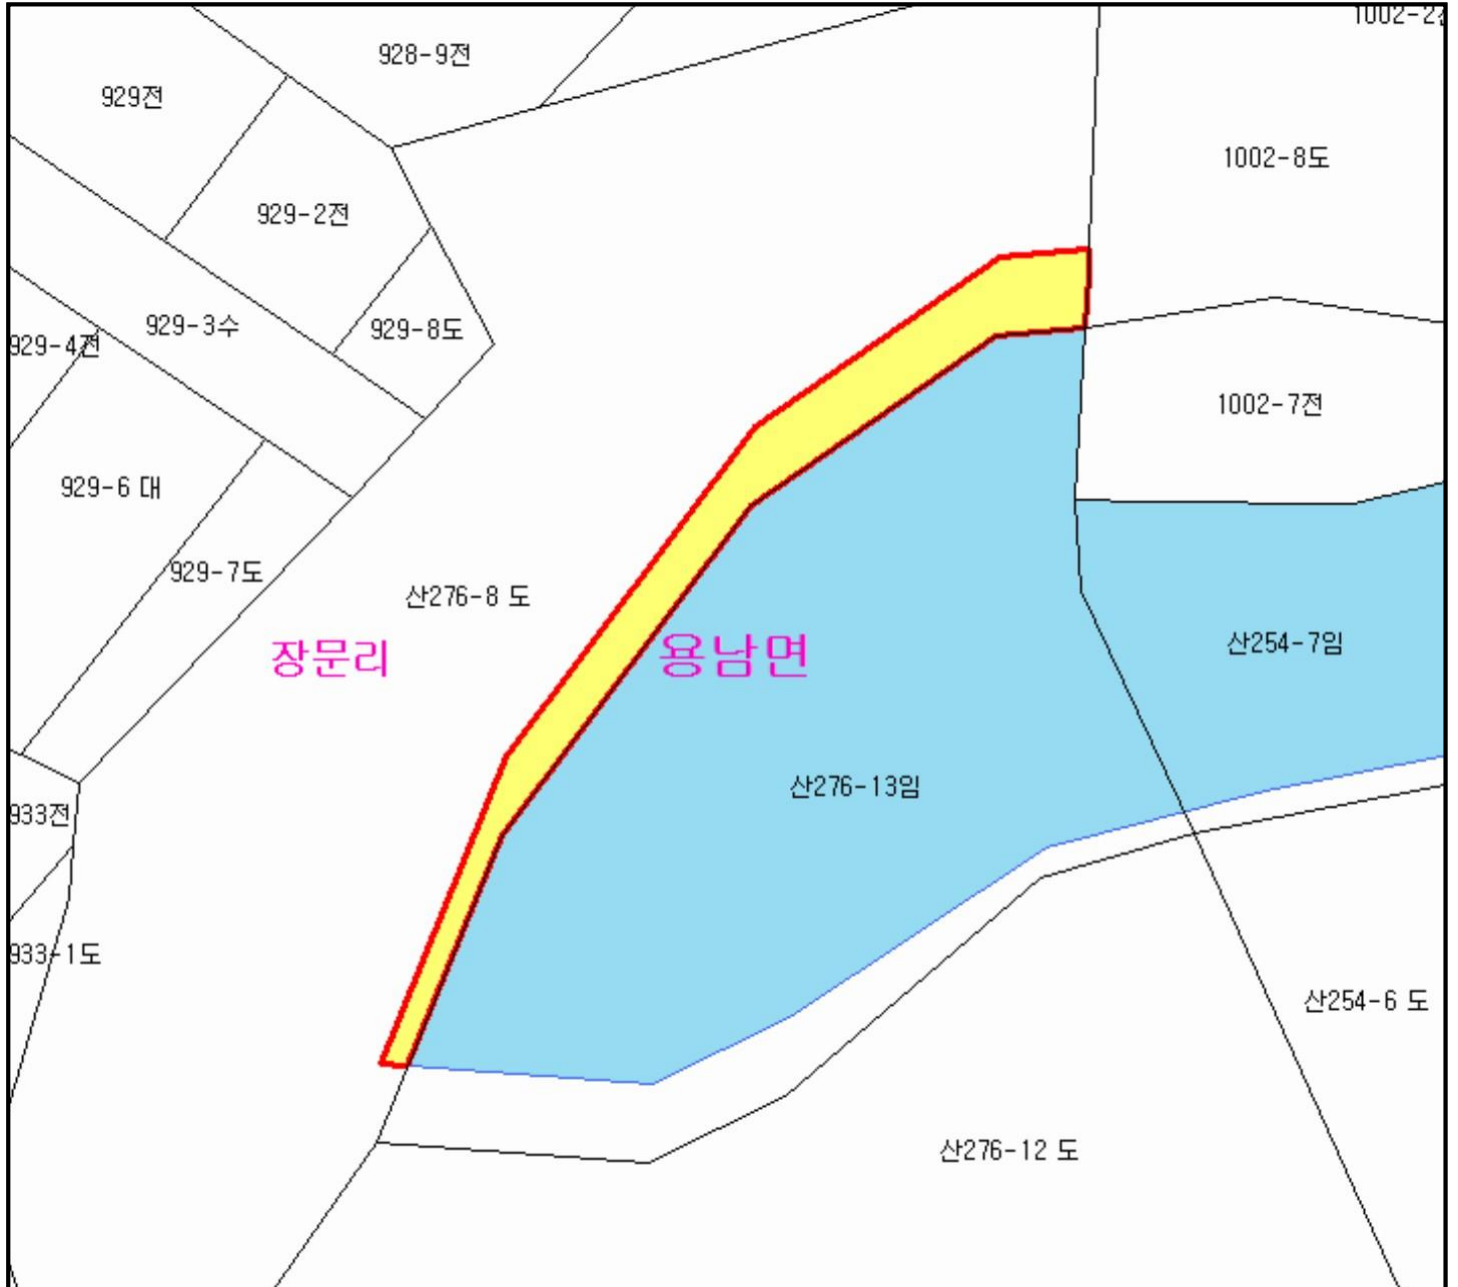 1002-2전
928-9전
929전
1002-8도
929-2전
929-3수
929-8도
929-4전
1002-7전
929-6 대
929-7도
산276-8 도
산254-7임
장문리
용남면
산276-13임
933전
933-1도
산254-6 도
산276-12 도